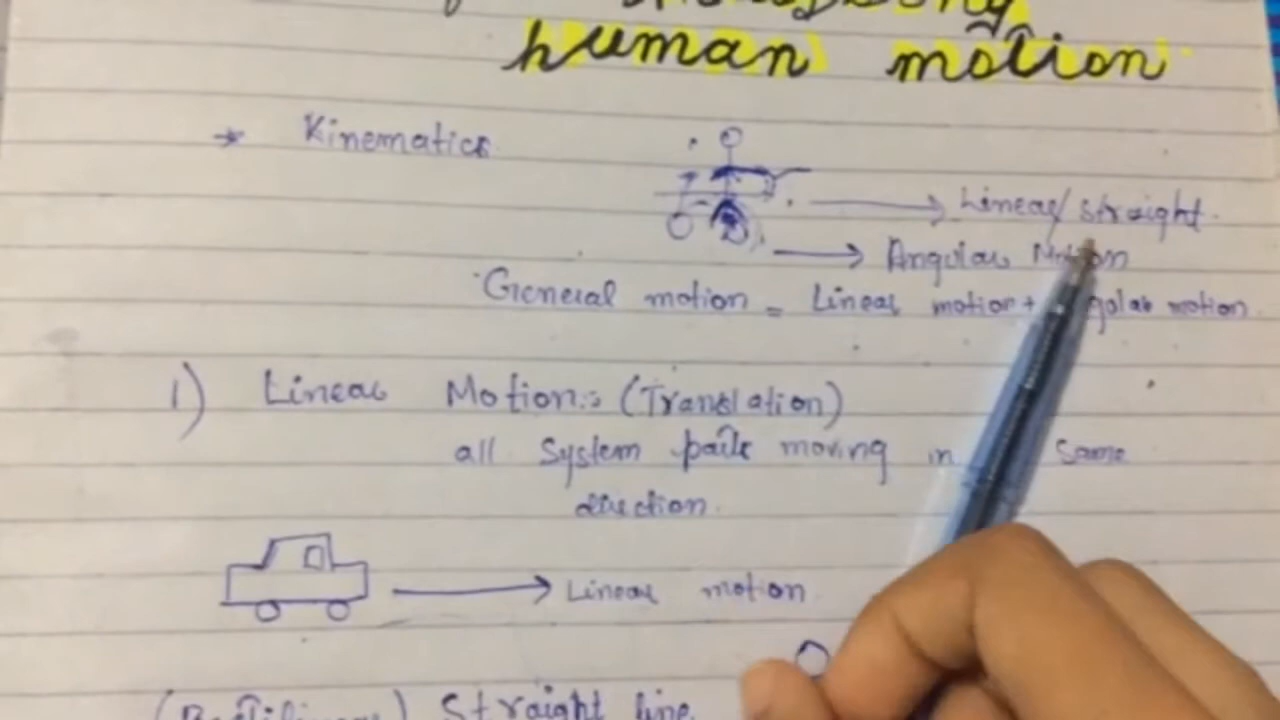 human motion
* Kinematics
Linear/Straight.
Angular Motion
General motion = Linear motion + motion
1) Linear Motion:- (Translation)
all system parts moving in same
direction.
Linear motion
Straight line